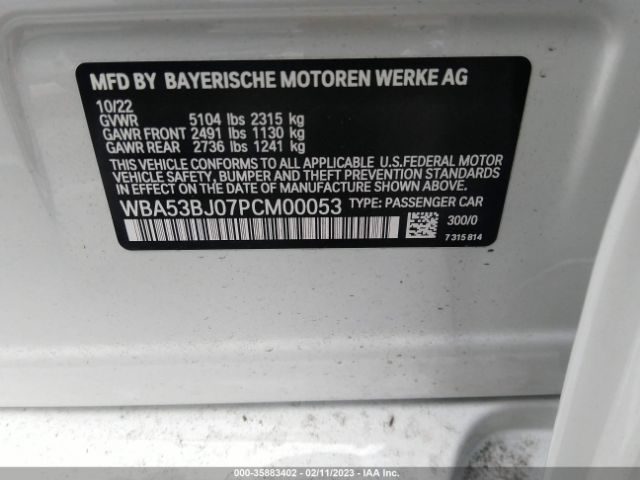 MFD BY BAYERISCHE MOTOREN WERKE AG
10/22
GVWR 5104 lbs 2315 kg
GAWR FRONT 2491 lbs 1130 kg
GAWR REAR 2736 lbs 1241 kg
THIS VEHICLE CONFORMS TO ALL APPLICABLE U.S.FEDERAL MOTOR
VEHICLE SAFETY, BUMPER AND THEFT PREVENTION STANDARDS IN
EFFECT ON THE DATE OF MANUFACTURE SHOWN ABOVE.
WBA53BJ07PCM00053 TYPE: PASSENGER CAR
300/0
7 315 814
000-35883402 - 02/11/2023 - IAA Inc.